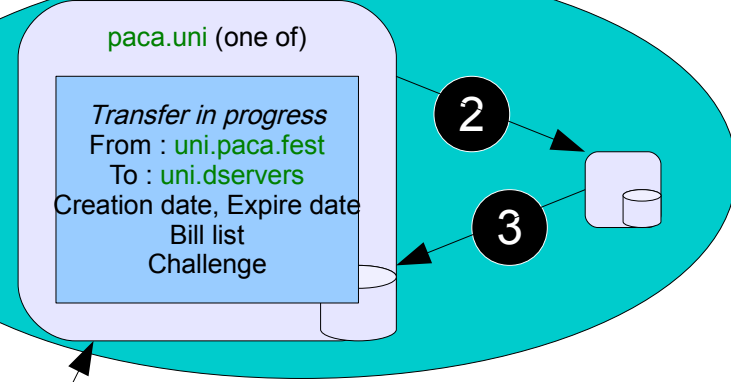 paca.uni (one of)
Transfer in progress
From : uni.paca.fest
To : uni.dservers
Creation date, Expire date
Bill list
Challenge
2
3